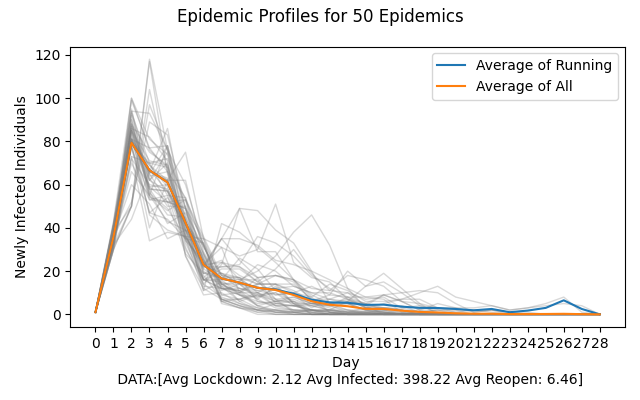 Epidemic Profiles for 50 Epidemics
120
100
80
60
40
20
0
Newly Infected Individuals
Average of Running
Average of All
0 1 2 3 4 5 6 7 8 9 10 11 12 13 14 15 16 17 18 19 20 21 22 23 24 25 26 27 28
Day
DATA:[Avg Lockdown: 2.12 Avg Infected: 398.22 Avg Reopen: 6.46]